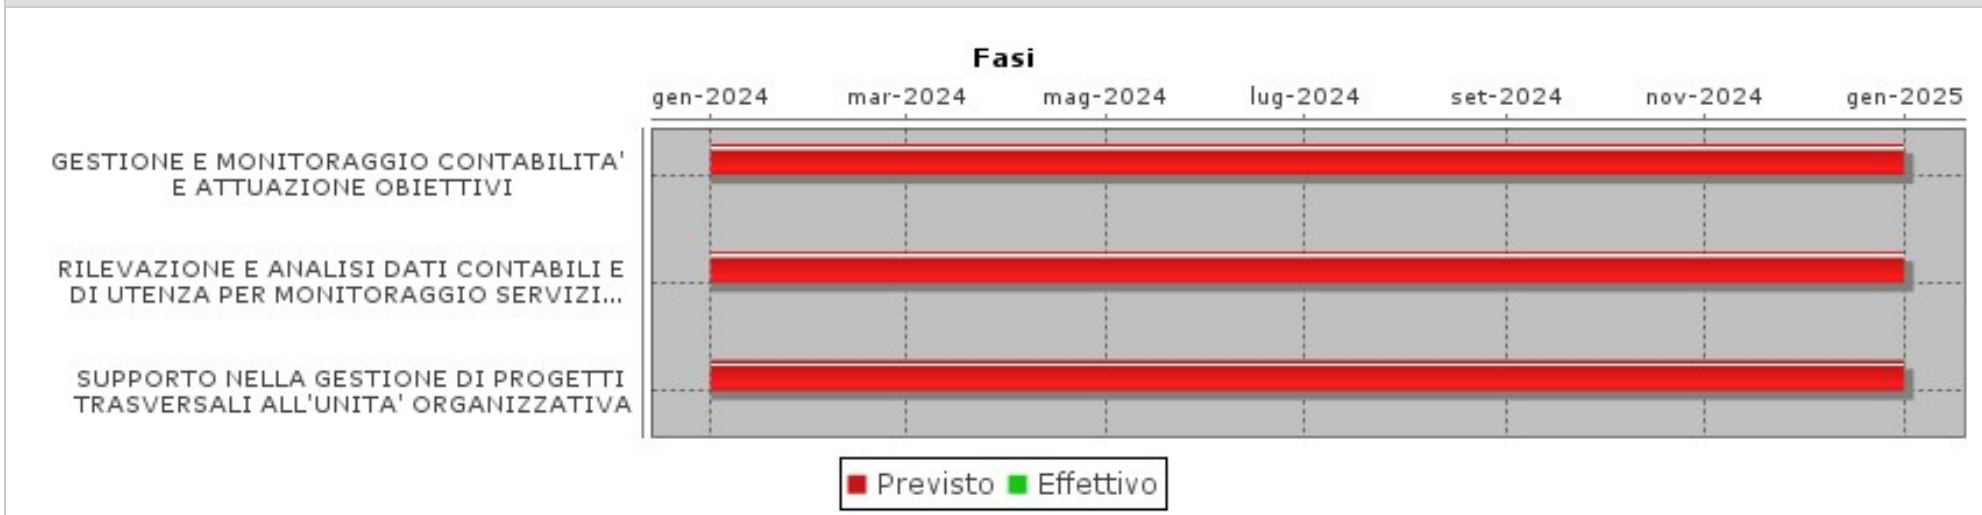 Fasi
gen-2024 mar-2024 mag-2024 lug-2024 set-2024 nov-2024 gen-2025
GESTIONE E MONITORAGGIO CONTABILITA'
E ATTUAZIONE OBIETTIVI
RILEVAZIONE E ANALISI DATI CONTABILI E
DI UTENZA PER MONITORAGGIO SERVIZI...
SUPPORTO NELLA GESTIONE DI PROGETTI
TRASVERSALI ALL'UNITA' ORGANIZZATIVA
Previsto Effettivo